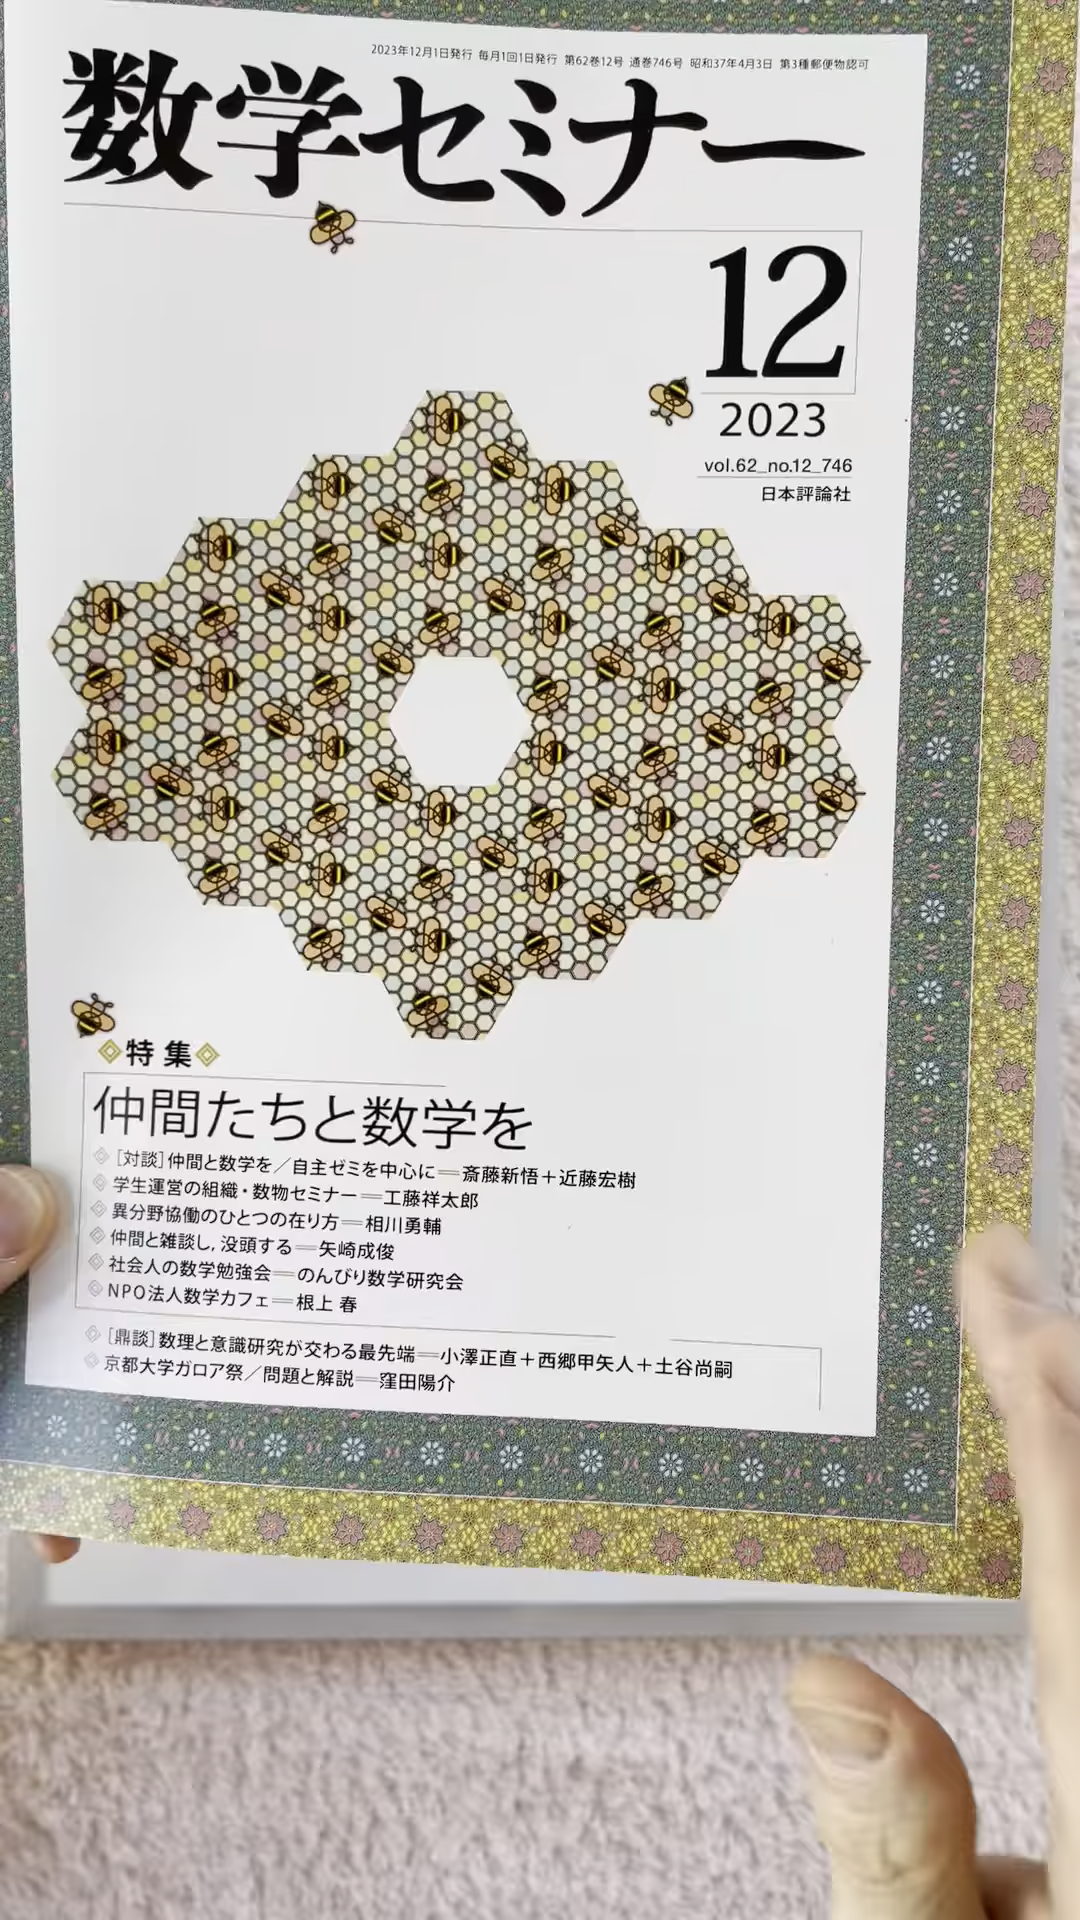 2023年12月1日発行 毎月1回1日発行 第62巻12号 通巻746号 昭和37年4月3日 第3種郵便物認可
数学セミナー
12
2023
vol.62_no.12_746
日本評論社
特集
仲間たちと数学を
[対談]仲間と数学を／自主ゼミを中心に＝斎藤新悟＋近藤宏樹
学生運営の組織・数物セミナー＝工藤祥太郎
異分野協働のひとつの在り方＝相川勇輔
仲間と雑談し,没頭する＝矢崎成俊
社会人の数学勉強会＝のんびり数学研究会
NPO法人数学カフェ＝根上 春
[鼎談]数理と意識研究が交わる最先端＝小澤正直＋西郷甲矢人＋土谷尚嗣
京都大学ガロア祭／問題と解説＝窪田陽介